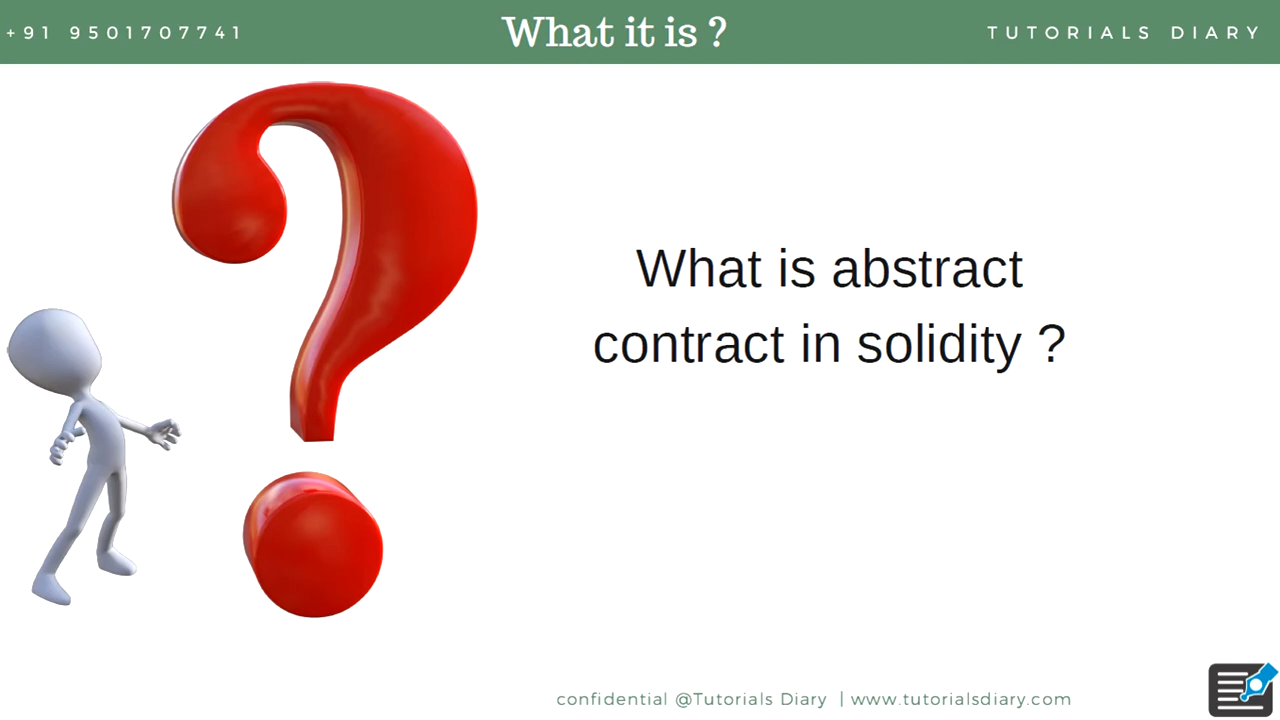 +91 9501707741
What it is ?
TUTORIALS DIARY
What is abstract
contract in solidity ?
confidential @Tutorials Diary | www.tutorialsdiary.com